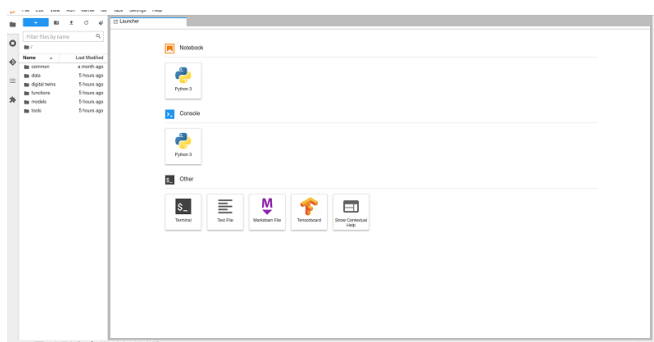 Launcher
Filter files by name
/
Name
Last Modified
common
a month ago
data
5 hours ago
digital twins
5 hours ago
functions
5 hours ago
models
5 hours ago
tools
5 hours ago
Notebook
Python 3
Console
Python 3
$_ Other
$_
M
Terminal
Text File
Markdown File
Tensorboard
Show Contextual
Help